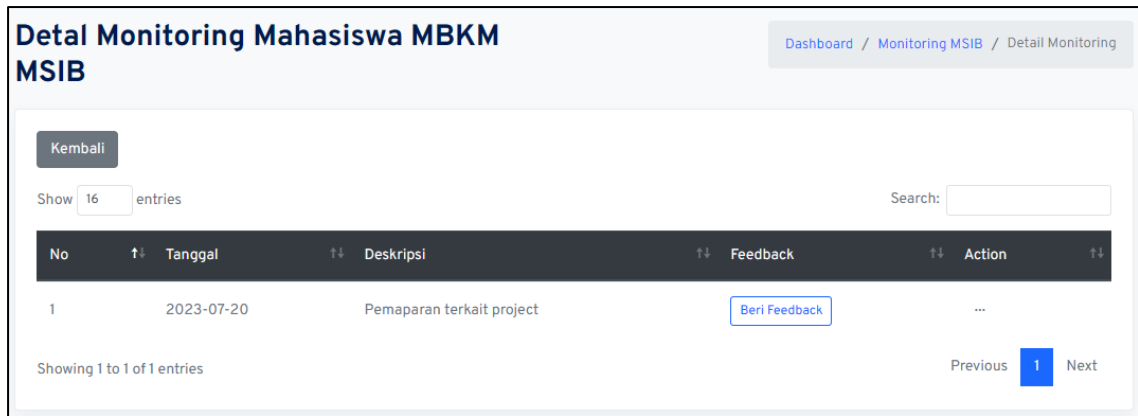 Detal Monitoring Mahasiswa MBKM
MSIB
Dashboard / Monitoring MSIB / Detail Monitoring
Kembali
Show 16 entries
Search:
No Tanggal Deskripsi Feedback Action
1 2023-07-20 Pemaparan terkait project Beri Feedback ...
Showing 1 to 1 of 1 entries
Previous 1 Next